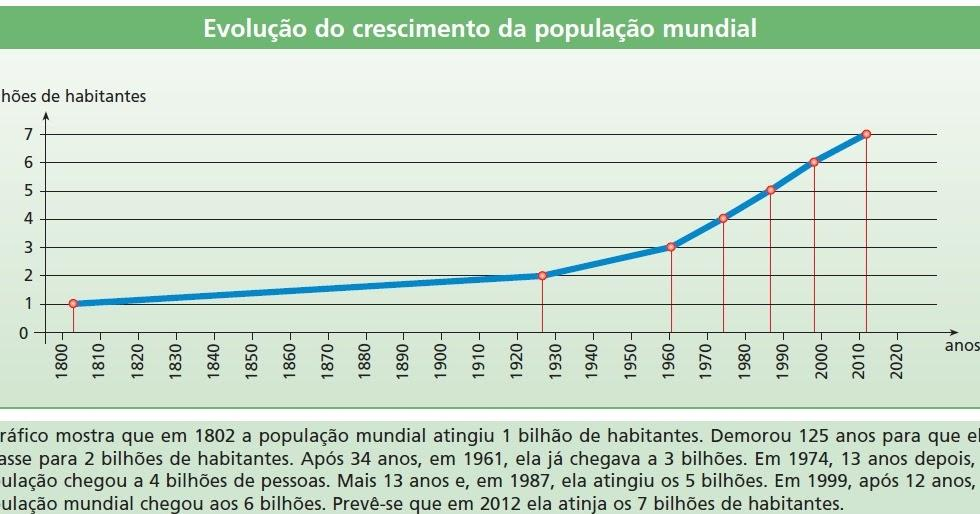 Evolução do crescimento da população mundial
hões de habitantes
7
6
5
4
3
2
1
0
1800 1810 1820 1830 1840 1850 1860 1870 1880 1890 1900 1910 1920 1930 1940 1950 1960 1970 1980 1990 2000 2010 2020
anos
ráfico mostra que em 1802 a população mundial atingiu 1 bilhão de habitantes. Demorou 125 anos para que el
asse para 2 bilhões de habitantes. Após 34 anos, em 1961, ela já chegava a 3 bilhões. Em 1974, 13 anos depois,
ulação chegou a 4 bilhões de pessoas. Mais 13 anos e, em 1987, ela atingiu os 5 bilhões. Em 1999, após 12 anos,
ulação mundial chegou aos 6 bilhões. Prevê-se que em 2012 ela atinja os 7 bilhões de habitantes.